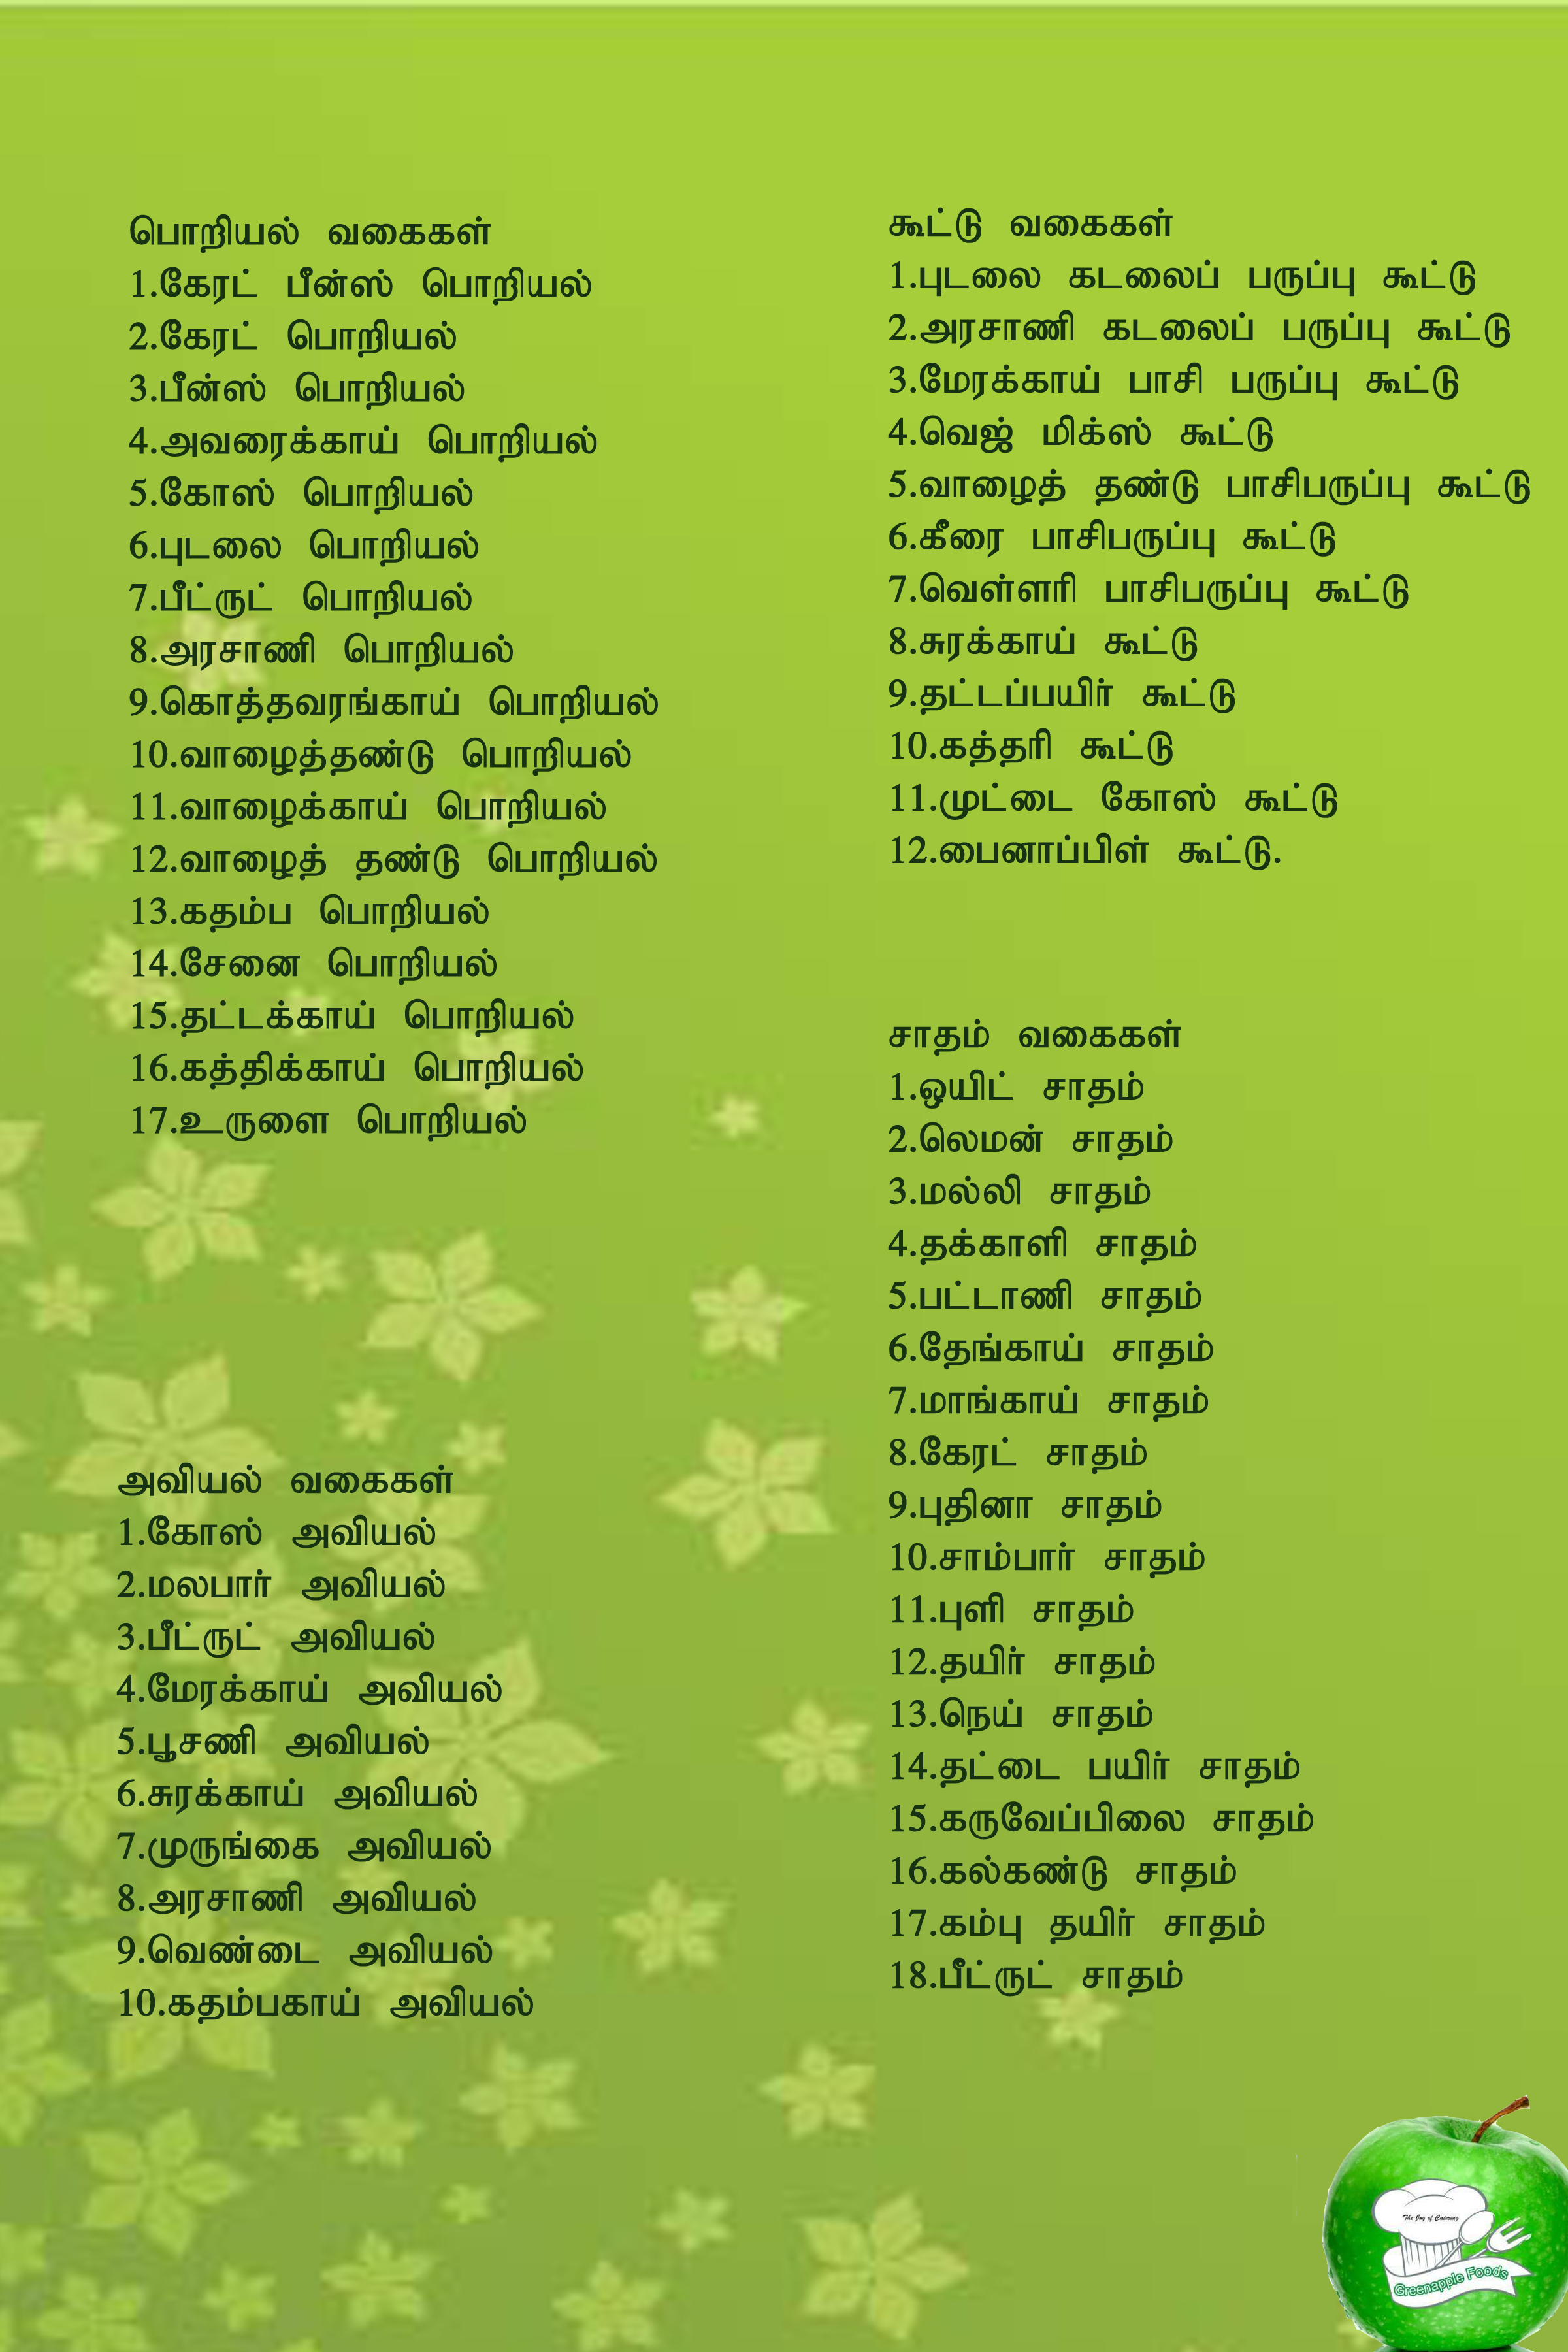 பொறியல் வகைகள்
1.கேரட் பீன்ஸ் பொறியல்
2.கேரட் பொறியல்
3.பீன்ஸ் பொறியல்
4.அவரைக்காய் பொறியல்
5.கோஸ் பொறியல்
6.புடலை பொறியல்
7.பீட்ருட் பொறியல்
8.அரசாணி பொறியல்
9.கொத்தவரங்காய் பொறியல்
10.வாழைத்தண்டு பொறியல்
11.வாழைக்காய் பொறியல்
12.வாழைத் தண்டு பொறியல்
13.கதம்ப பொறியல்
14.சேனை பொறியல்
15.தட்டக்காய் பொறியல்
16.கத்திக்காய் பொறியல்
17.உருளை பொறியல்
அவியல் வகைகள்
1.கோஸ் அவியல்
2.மலபார் அவியல்
3.பீட்ருட் அவியல்
4.மேரக்காய் அவியல்
5.பூசணி அவியல்
6.சுரக்காய் அவியல்
7.முருங்கை அவியல்
8.அரசாணி அவியல்
9.வெண்டை அவியல்
10.கதம்பகாய் அவியல்
கூட்டு வகைகள்
1.புடலை கடலைப் பருப்பு கூட்டு
2.அரசாணி கடலைப் பருப்பு கூட்டு
3.மேரக்காய் பாசி பருப்பு கூட்டு
4.வெஜ் மிக்ஸ் கூட்டு
5.வாழைத் தண்டு பாசிபருப்பு கூட்டு
6.கீரை பாசிபருப்பு கூட்டு
7.வெள்ளரி பாசிபருப்பு கூட்டு
8.சுரக்காய் கூட்டு
9.தட்டப்பயிர் கூட்டு
10.கத்தரி கூட்டு
11.முட்டை கோஸ் கூட்டு
12.பைனாப்பிள் கூட்டு.
சாதம் வகைகள்
1.ஒயிட் சாதம்
2.லெமன் சாதம்
3.மல்லி சாதம்
4.தக்காளி சாதம்
5.பட்டாணி சாதம்
6.தேங்காய் சாதம்
7.மாங்காய் சாதம்
8.கேரட் சாதம்
9.புதினா சாதம்
10.சாம்பார் சாதம்
11.புளி சாதம்
12.தயிர் சாதம்
13.நெய் சாதம்
14.தட்டை பயிர் சாதம்
15.கருவேப்பிலை சாதம்
16.கல்கண்டு சாதம்
17.கம்பு தயிர் சாதம்
18.பீட்ருட் சாதம்
The Joy of Catering
Greenapple Foods